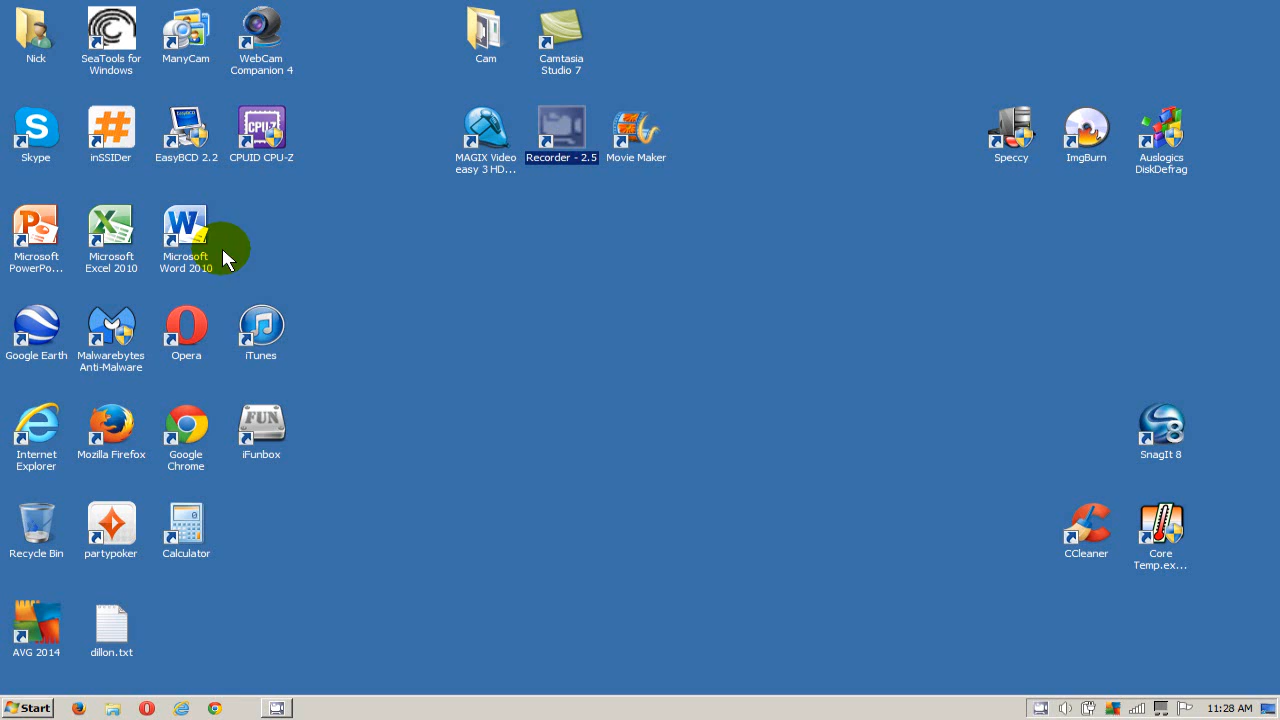 Nick
SeaTools for
Windows
ManyCam
WebCam
Companion 4
Cam
Camtasia
Studio 7
Skype
inSSIDer
EasyBCD 2.2
CPU-Z
CPUID CPU-Z
MAGIX Video
easy 3 HD...
Recorder - 2.5
Movie Maker
Speccy
ImgBurn
Auslogics
DiskDefrag
Microsoft
PowerPo...
Microsoft
Excel 2010
Microsoft
Word 2010
Google Earth
Malwarebytes
Anti-Malware
Opera
iTunes
Internet
Explorer
Mozilla Firefox
Google
Chrome
FUN
iFunbox
SnagIt 8
Recycle Bin
partypoker
Calculator
CCleaner
Core
Temp.ex...
AVG 2014
dillon.txt
Start
11:28 AM